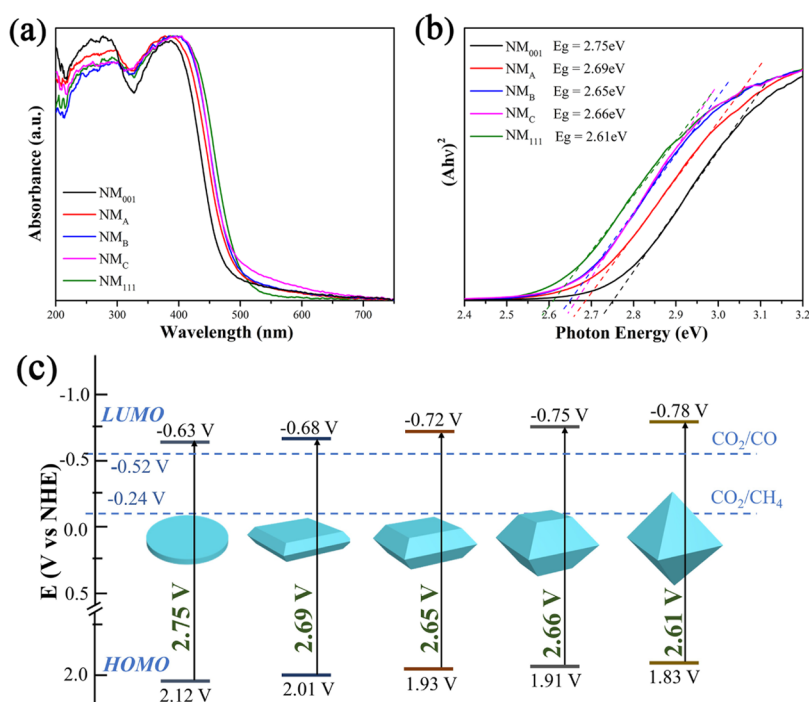 (a)
Absorbance (a.u.)
NM001
NMA
NMB
NMC
NM111
200 300 400 500 600 700
Wavelength (nm)
(b)
(Ahν)²
NM001 Eg = 2.75eV
NMA Eg = 2.69eV
NMB Eg = 2.65eV
NMC Eg = 2.66eV
NM111 Eg = 2.61eV
2.4 2.5 2.6 2.7 2.8 2.9 3.0 3.1 3.2
Photon Energy (eV)
(c)
E (V vs NHE)
-1.0
-0.5
0.0
0.5
2.0
LUMO
-0.63 V -0.68 V -0.72 V -0.75 V -0.78 V
CO2/CO
-0.52 V
-0.24 V
CO2/CH4
2.75 V 2.69 V 2.65 V 2.66 V 2.61 V
HOMO
2.12 V 2.01 V 1.93 V 1.91 V 1.83 V